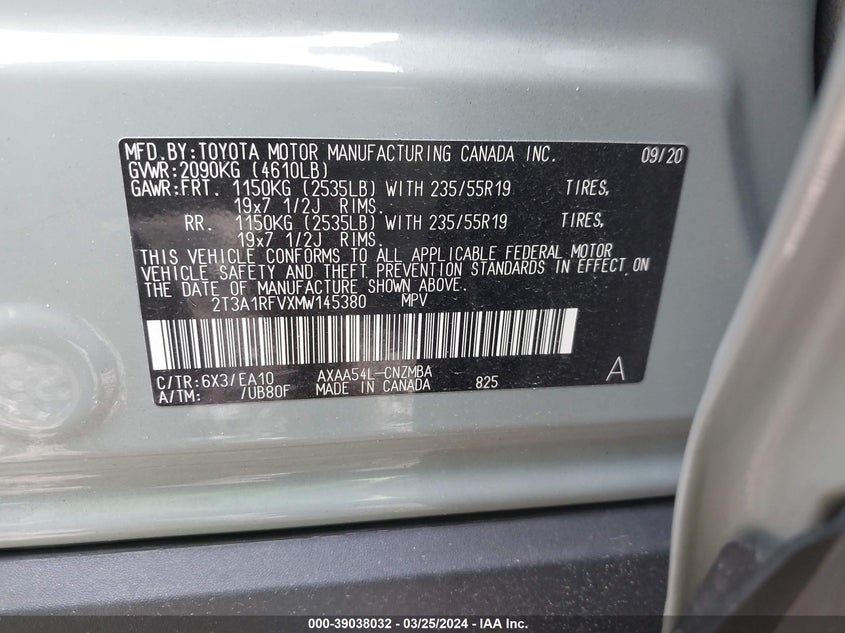 MFD.BY:TOYOTA MOTOR MANUFACTURING CANADA INC. 09/20
GVWR:2090KG (4610LB)
GAWR:FRT. 1150KG (2535LB) WITH 235/55R19 TIRES,
19x7 1/2J RIMS.
RR. 1150KG (2535LB) WITH 235/55R19 TIRES,
19x7 1/2J RIMS.
THIS VEHICLE CONFORMS TO ALL APPLICABLE FEDERAL MOTOR
VEHICLE SAFETY AND THEFT PREVENTION STANDARDS IN EFFECT ON
THE DATE OF MANUFACTURE SHOWN ABOVE.
2T3A1RFVXMW145380 MPV
C/TR:6X3/EA10 AXAA54L-CNZMBA 825 A
A/TM: /UB80F MADE IN CANADA
000-39038032 - 03/25/2024 - IAA Inc.